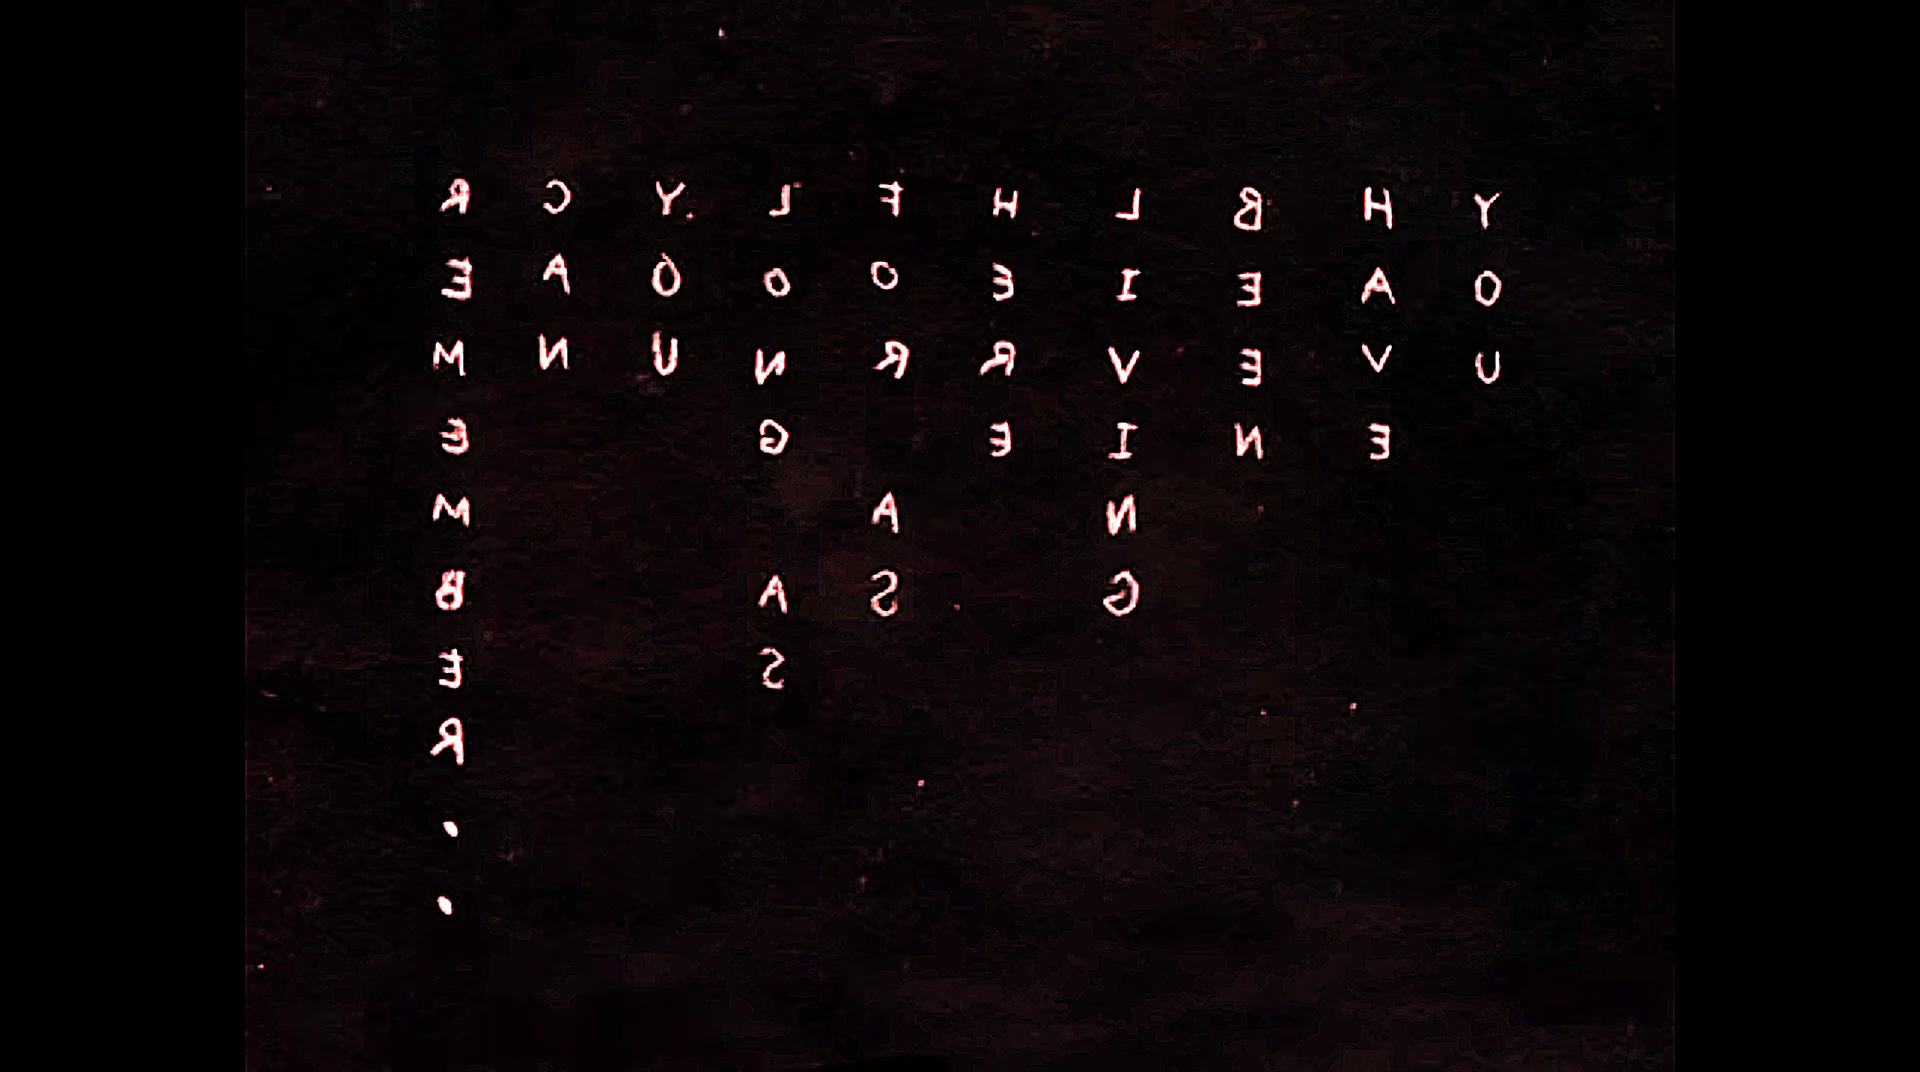 YOU
HAVE
BEEN
LIVING
HERE
FOR AS
LONG AS
YOU
CAN
REMEMBER..